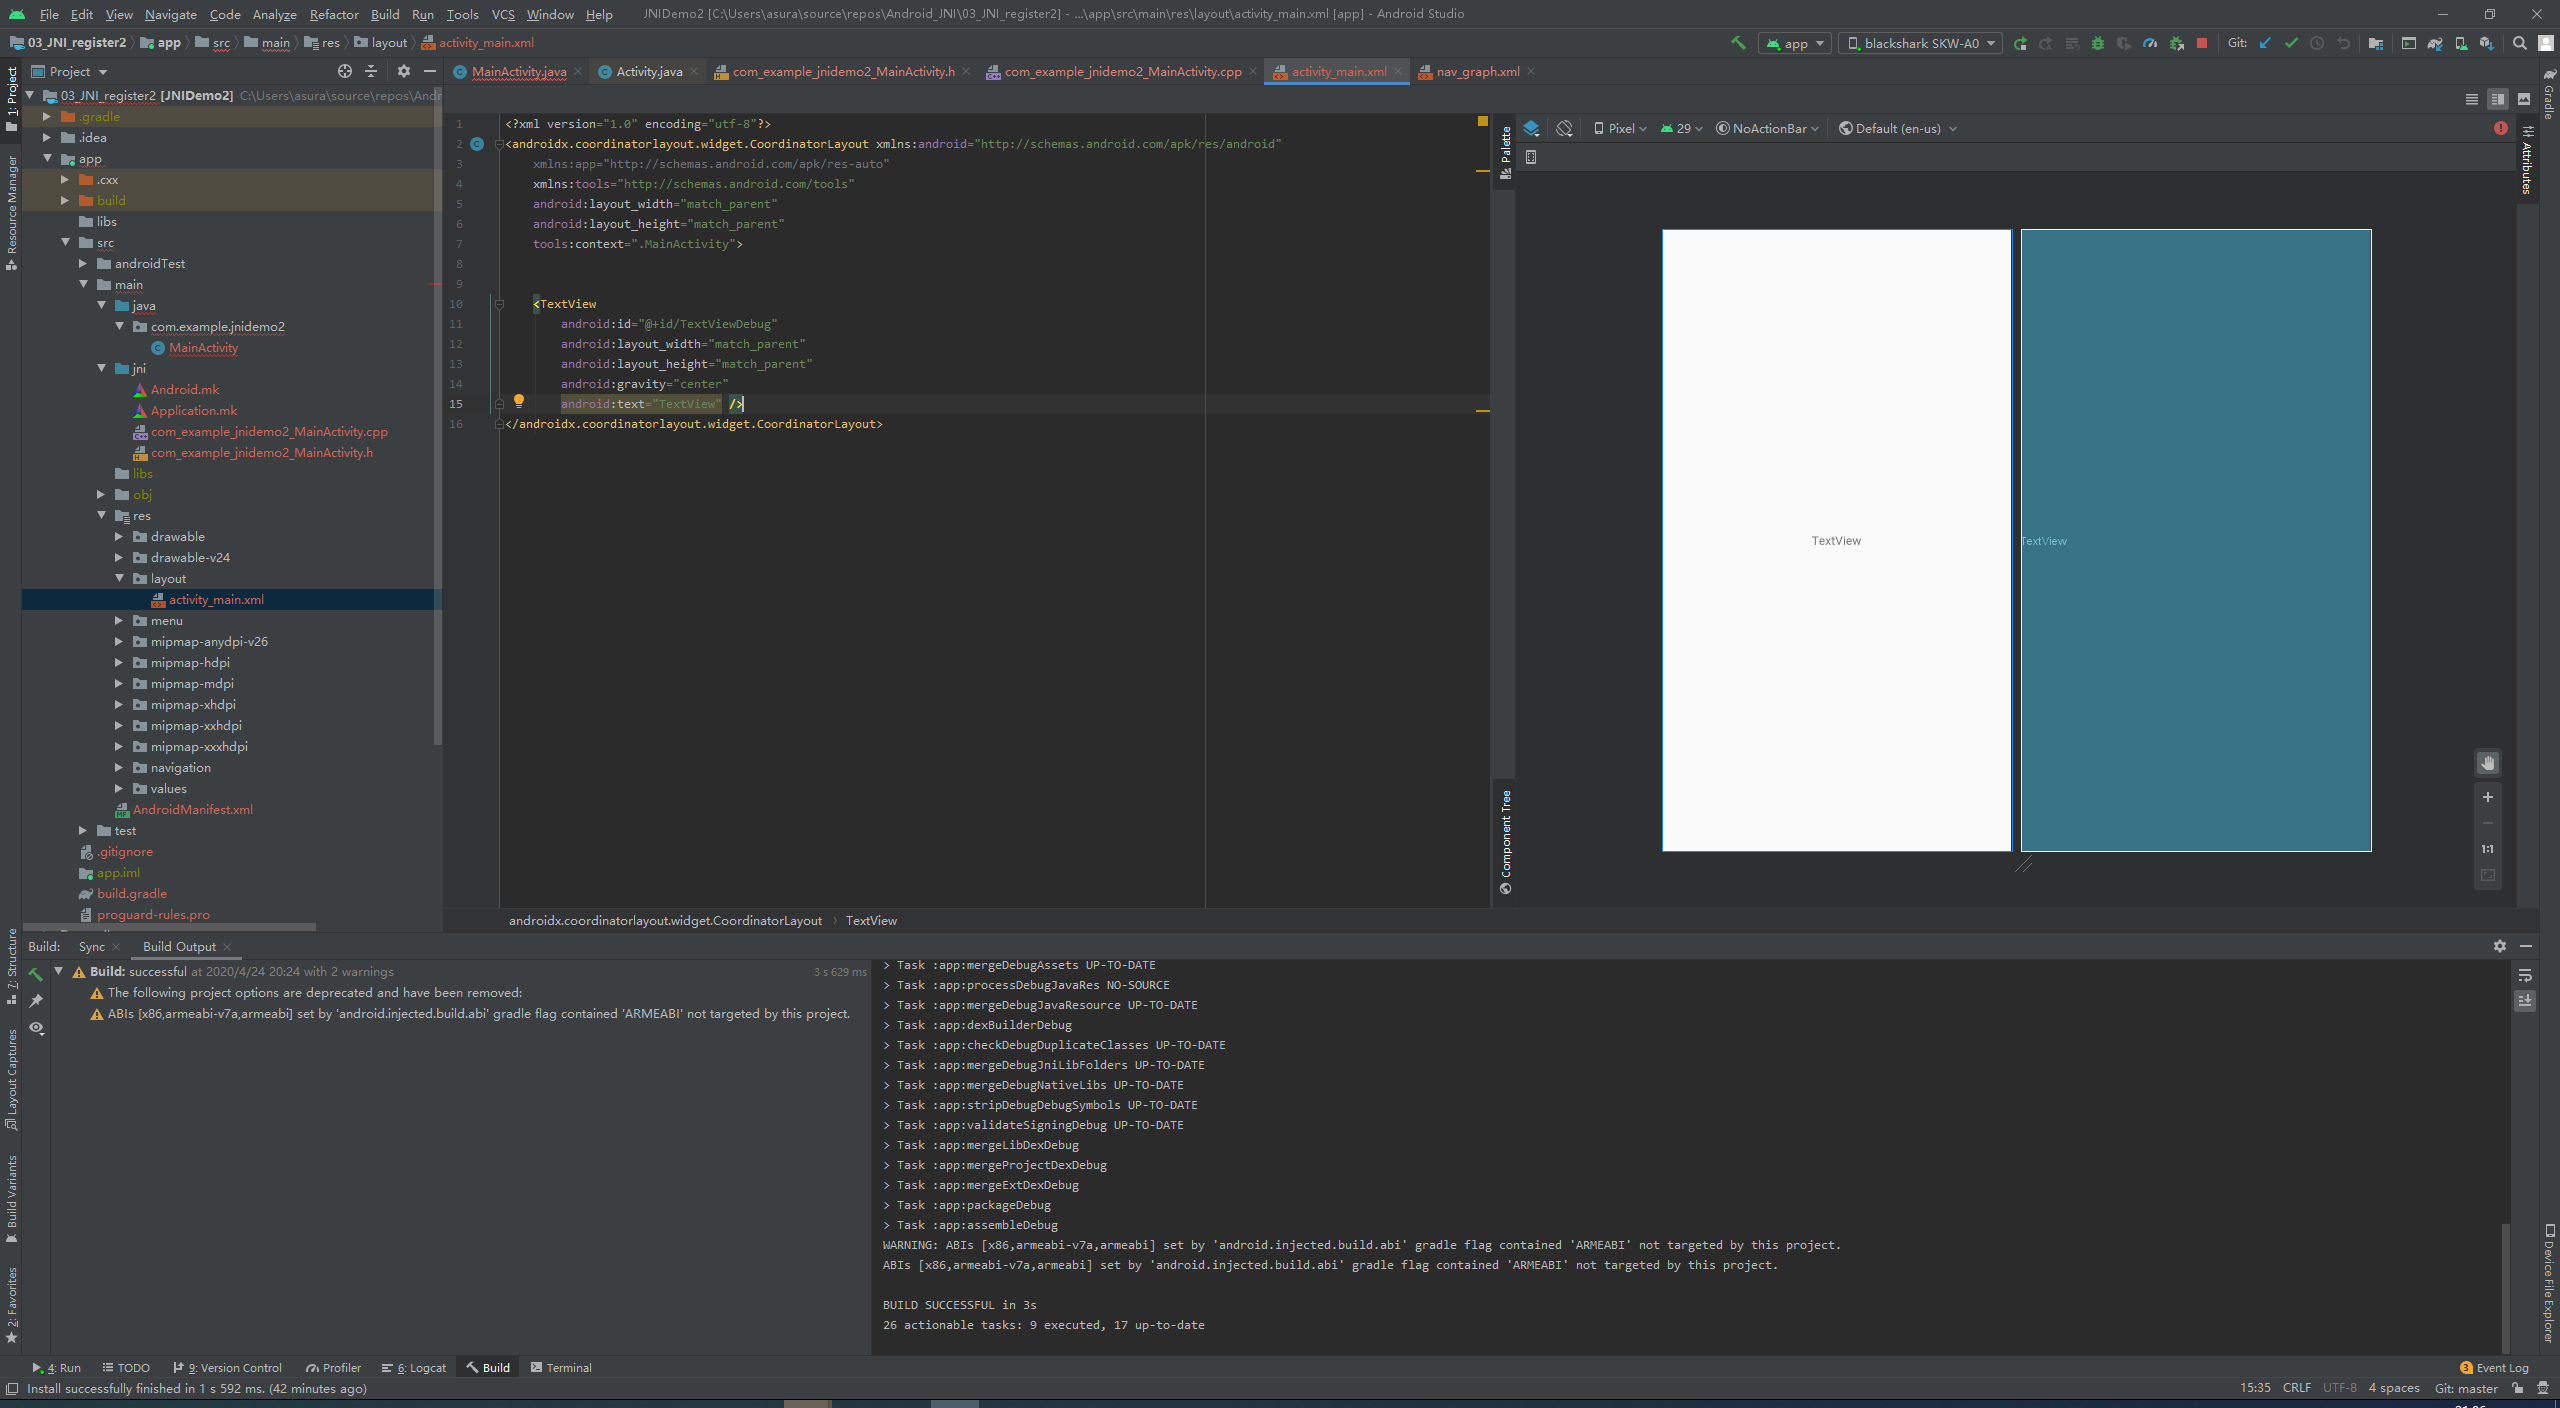 File Edit View Navigate Code Analyze Refactor Build Run Tools VCS Window Help JNIDemo2 [C:\Users\asura\source\repos\Android_JNI\03_JNI_register2] - ...\app\src\main\res\layout\activity_main.xml [app] - Android Studio
03_JNI_register2 app src main res layout activity_main.xml app blackshark SKW-A0 Git:
1: Project
Resource Manager
Project
03_JNI_register2 [JNIDemo2] C:\Users\asura\source\repos\Andr
.gradle
.idea
app
.cxx
build
libs
src
androidTest
main
java
com.example.jnidemo2
MainActivity
jni
Android.mk
Application.mk
com_example_jnidemo2_MainActivity.cpp
com_example_jnidemo2_MainActivity.h
libs
obj
res
drawable
drawable-v24
layout
activity_main.xml
menu
mipmap-anydpi-v26
mipmap-hdpi
mipmap-mdpi
mipmap-xhdpi
mipmap-xxhdpi
mipmap-xxxhdpi
navigation
values
AndroidManifest.xml
test
.gitignore
app.iml
build.gradle
proguard-rules.pro
MainActivity.java Activity.java com_example_jnidemo2_MainActivity.h com_example_jnidemo2_MainActivity.cpp activity_main.xml nav_graph.xml
1 <?xml version="1.0" encoding="utf-8"?>
2 <androidx.coordinatorlayout.widget.CoordinatorLayout xmlns:android="http://schemas.android.com/apk/res/android"
3 xmlns:app="http://schemas.android.com/apk/res-auto"
4 xmlns:tools="http://schemas.android.com/tools"
5 android:layout_width="match_parent"
6 android:layout_height="match_parent"
7 tools:context=".MainActivity">
8
9
10 <TextView
11 android:id="@+id/TextViewDebug"
12 android:layout_width="match_parent"
13 android:layout_height="match_parent"
14 android:gravity="center"
15 android:text="TextView" />
16 </androidx.coordinatorlayout.widget.CoordinatorLayout>
androidx.coordinatorlayout.widget.CoordinatorLayout › TextView
Palette
Component Tree
Pixel 29 NoActionBar Default (en-us)
TextView
TextView
1:1
Gradle
Attributes
Device File Explorer
7: Structure
Layout Captures
Build Variants
2: Favorites
Build: Sync Build Output
Build: successful at 2020/4/24 20:24 with 2 warnings 3 s 629 ms
The following project options are deprecated and have been removed:
ABIs [x86,armeabi-v7a,armeabi] set by 'android.injected.build.abi' gradle flag contained 'ARMEABI' not targeted by this project.
> Task :app:mergeDebugAssets UP-TO-DATE
> Task :app:processDebugJavaRes NO-SOURCE
> Task :app:mergeDebugJavaResource UP-TO-DATE
> Task :app:dexBuilderDebug
> Task :app:checkDebugDuplicateClasses UP-TO-DATE
> Task :app:mergeDebugJniLibFolders UP-TO-DATE
> Task :app:mergeDebugNativeLibs UP-TO-DATE
> Task :app:stripDebugDebugSymbols UP-TO-DATE
> Task :app:validateSigningDebug UP-TO-DATE
> Task :app:mergeLibDexDebug
> Task :app:mergeProjectDexDebug
> Task :app:mergeExtDexDebug
> Task :app:packageDebug
> Task :app:assembleDebug
WARNING: ABIs [x86,armeabi-v7a,armeabi] set by 'android.injected.build.abi' gradle flag contained 'ARMEABI' not targeted by this project.
ABIs [x86,armeabi-v7a,armeabi] set by 'android.injected.build.abi' gradle flag contained 'ARMEABI' not targeted by this project.
BUILD SUCCESSFUL in 3s
26 actionable tasks: 9 executed, 17 up-to-date
4: Run TODO 9: Version Control Profiler 6: Logcat Build Terminal 3 Event Log
Install successfully finished in 1 s 592 ms. (42 minutes ago) 15:35 CRLF UTF-8 4 spaces Git: master